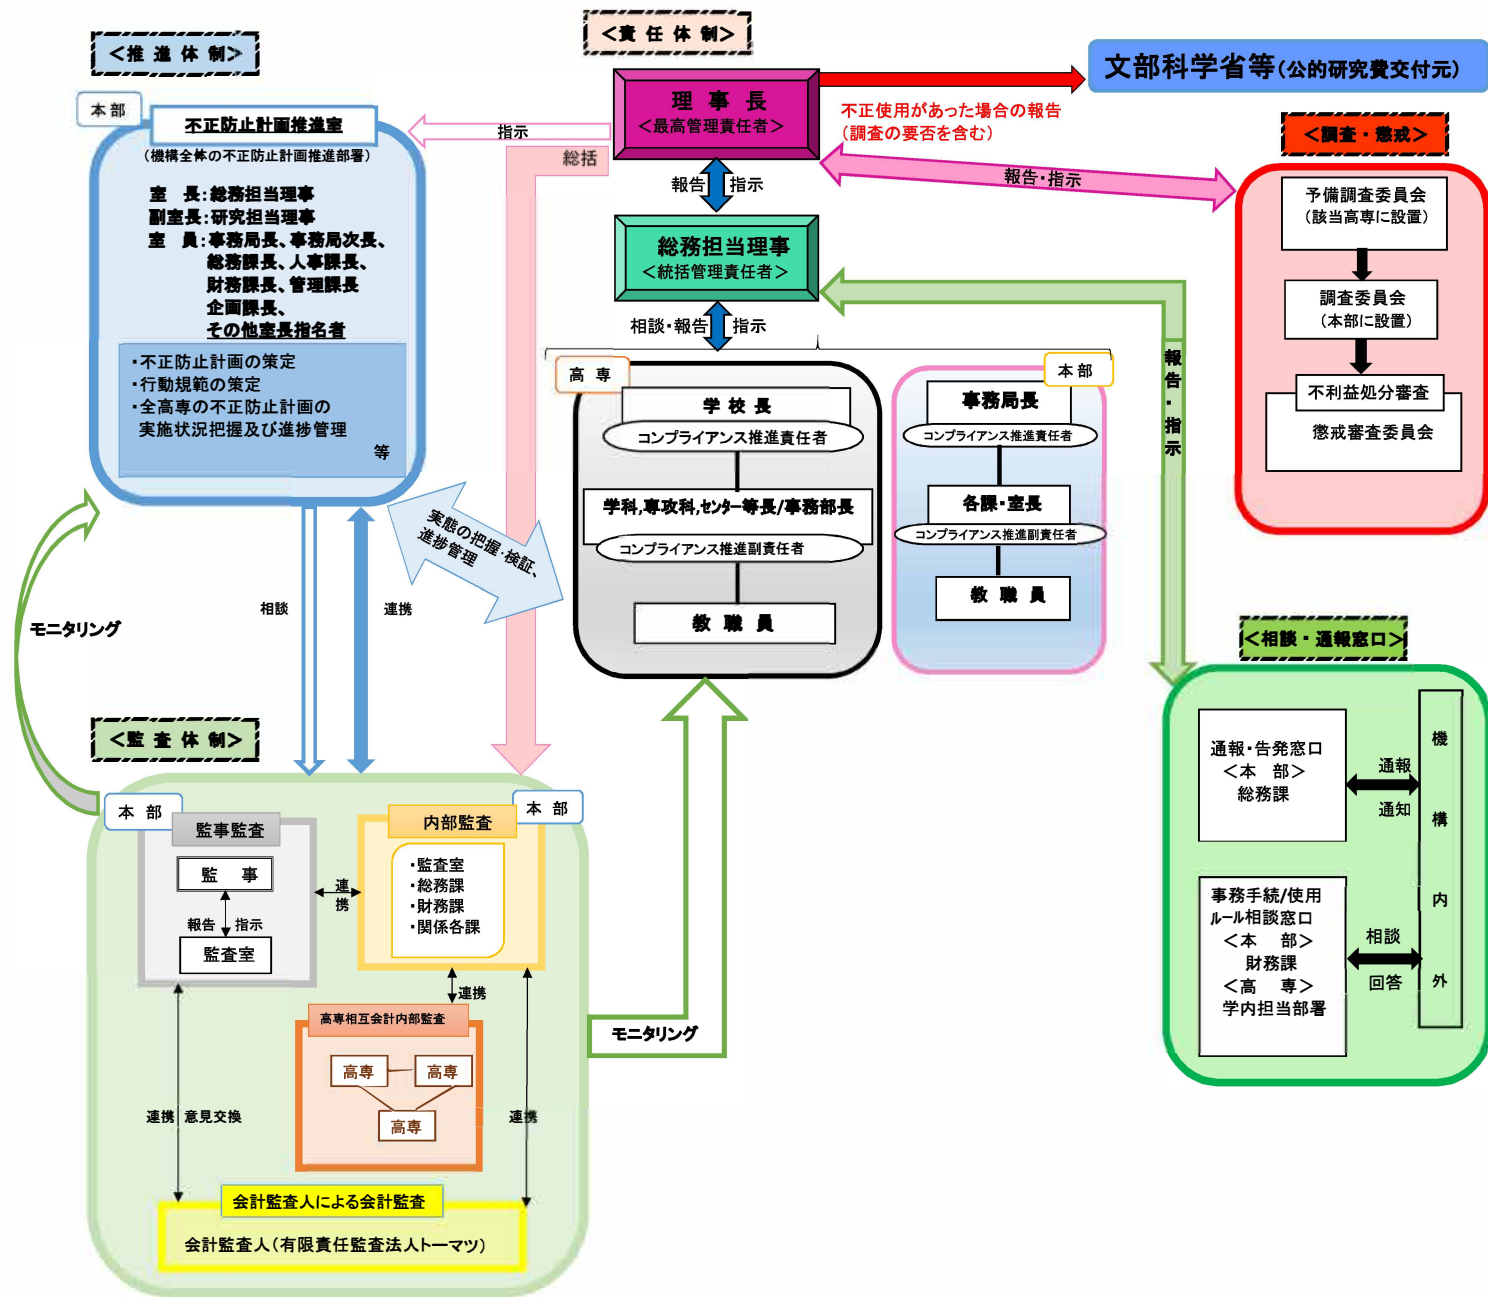 ＜推 進 体 制＞
本部
不正防止計画推進室
（機構全体の不正防止計画推進部署）
室　長：総務担当理事
副室長：研究担当理事
室　員：事務局長、事務局次長、
総務課長、人事課長、
財務課長、管理課長
企画課長、
その他室長指名者
・不正防止計画の策定
・行動規範の策定
・全高専の不正防止計画の
実施状況把握及び進捗管理
等
＜責 任 体 制＞
理 事 長
＜最高管理責任者＞
指示
総括
文部科学省等（公的研究費交付元）
不正使用があった場合の報告
（調査の要否を含む）
報告・指示
報告
指示
総務担当理事
＜統括管理責任者＞
相談・報告
指示
高 専
学 校 長
コンプライアンス推進責任者
学科,専攻科,センター等長/事務部長
コンプライアンス推進副責任者
教 職 員
本 部
事務局長
コンプライアンス推進責任者
各課・室長
コンプライアンス推進副責任者
教 職 員
＜調査・懲戒＞
予備調査委員会
（該当高専に設置）
調査委員会
（本部に設置）
不利益処分審査
懲戒審査委員会
報告・指示
実態の把握・検証、
進捗管理
相談
連携
モニタリング
＜相談・通報窓口＞
通報・告発窓口
＜本 部＞
総務課
通報
通知
事務手続/使用
ルール相談窓口
＜本　部＞
財務課
＜高　専＞
学内担当部署
相談
回答
機構内外
＜監 査 体 制＞
本 部
監事監査
監　事
報告
指示
監査室
連
携
本 部
内部監査
・監査室
・総務課
・財務課
・関係各課
連携
高専相互会計内部監査
高専
高専
高専
モニタリング
連携
意見交換
連携
会計監査人による会計監査
会計監査人（有限責任監査法人トーマツ）